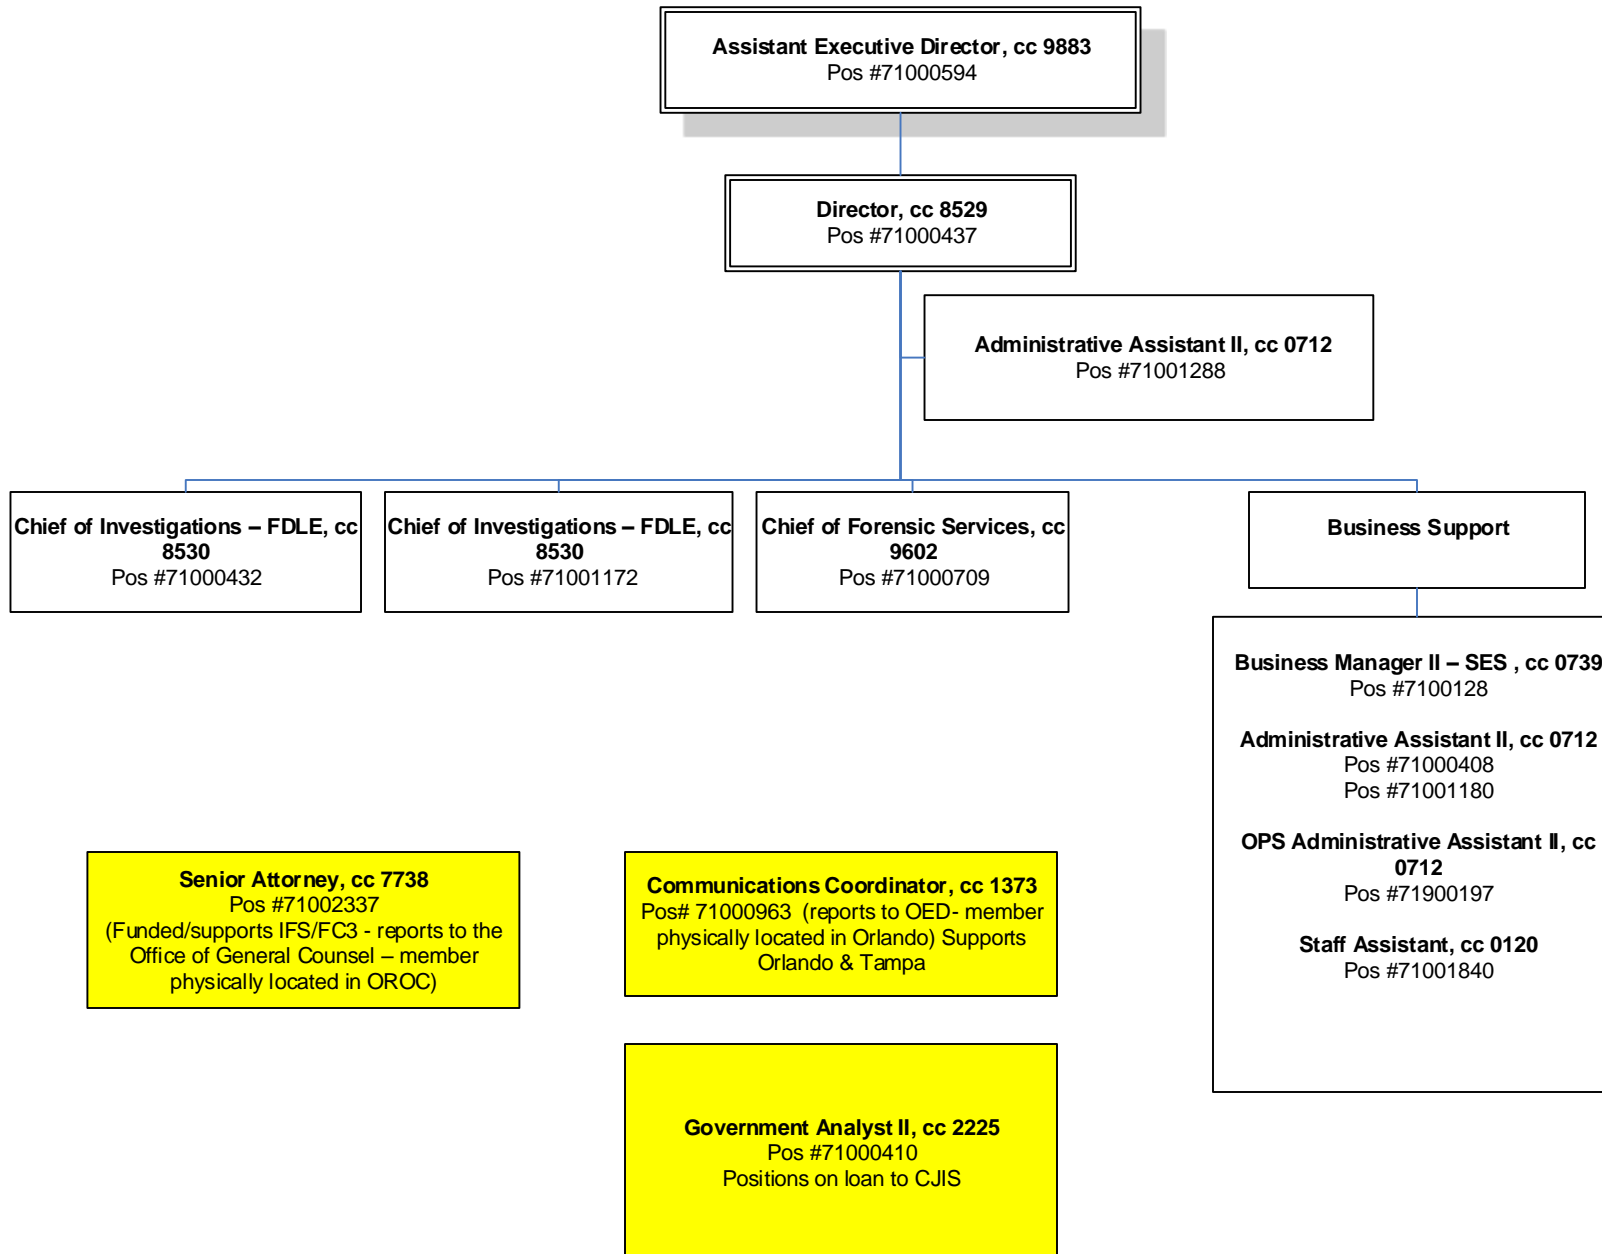 Assistant Executive Director, cc 9883
Pos #71000594
Director, cc 8529
Pos #71000437
Administrative Assistant II, cc 0712
Pos #71001288
Chief of Investigations – FDLE, cc
8530
Pos #71000432
Chief of Investigations – FDLE, cc
8530
Pos #71001172
Chief of Forensic Services, cc
9602
Pos #71000709
Business Support
Business Manager II – SES , cc 0739
Pos #7100128
Administrative Assistant II, cc 0712
Pos #71000408
Pos #71001180
OPS Administrative Assistant II, cc
0712
Pos #71900197
Staff Assistant, cc 0120
Pos #71001840
Senior Attorney, cc 7738
Pos #71002337
(Funded/supports IFS/FC3 - reports to the
Office of General Counsel – member
physically located in OROC)
Communications Coordinator, cc 1373
Pos# 71000963 (reports to OED- member
physically located in Orlando) Supports
Orlando & Tampa
Government Analyst II, cc 2225
Pos #71000410
Positions on loan to CJIS